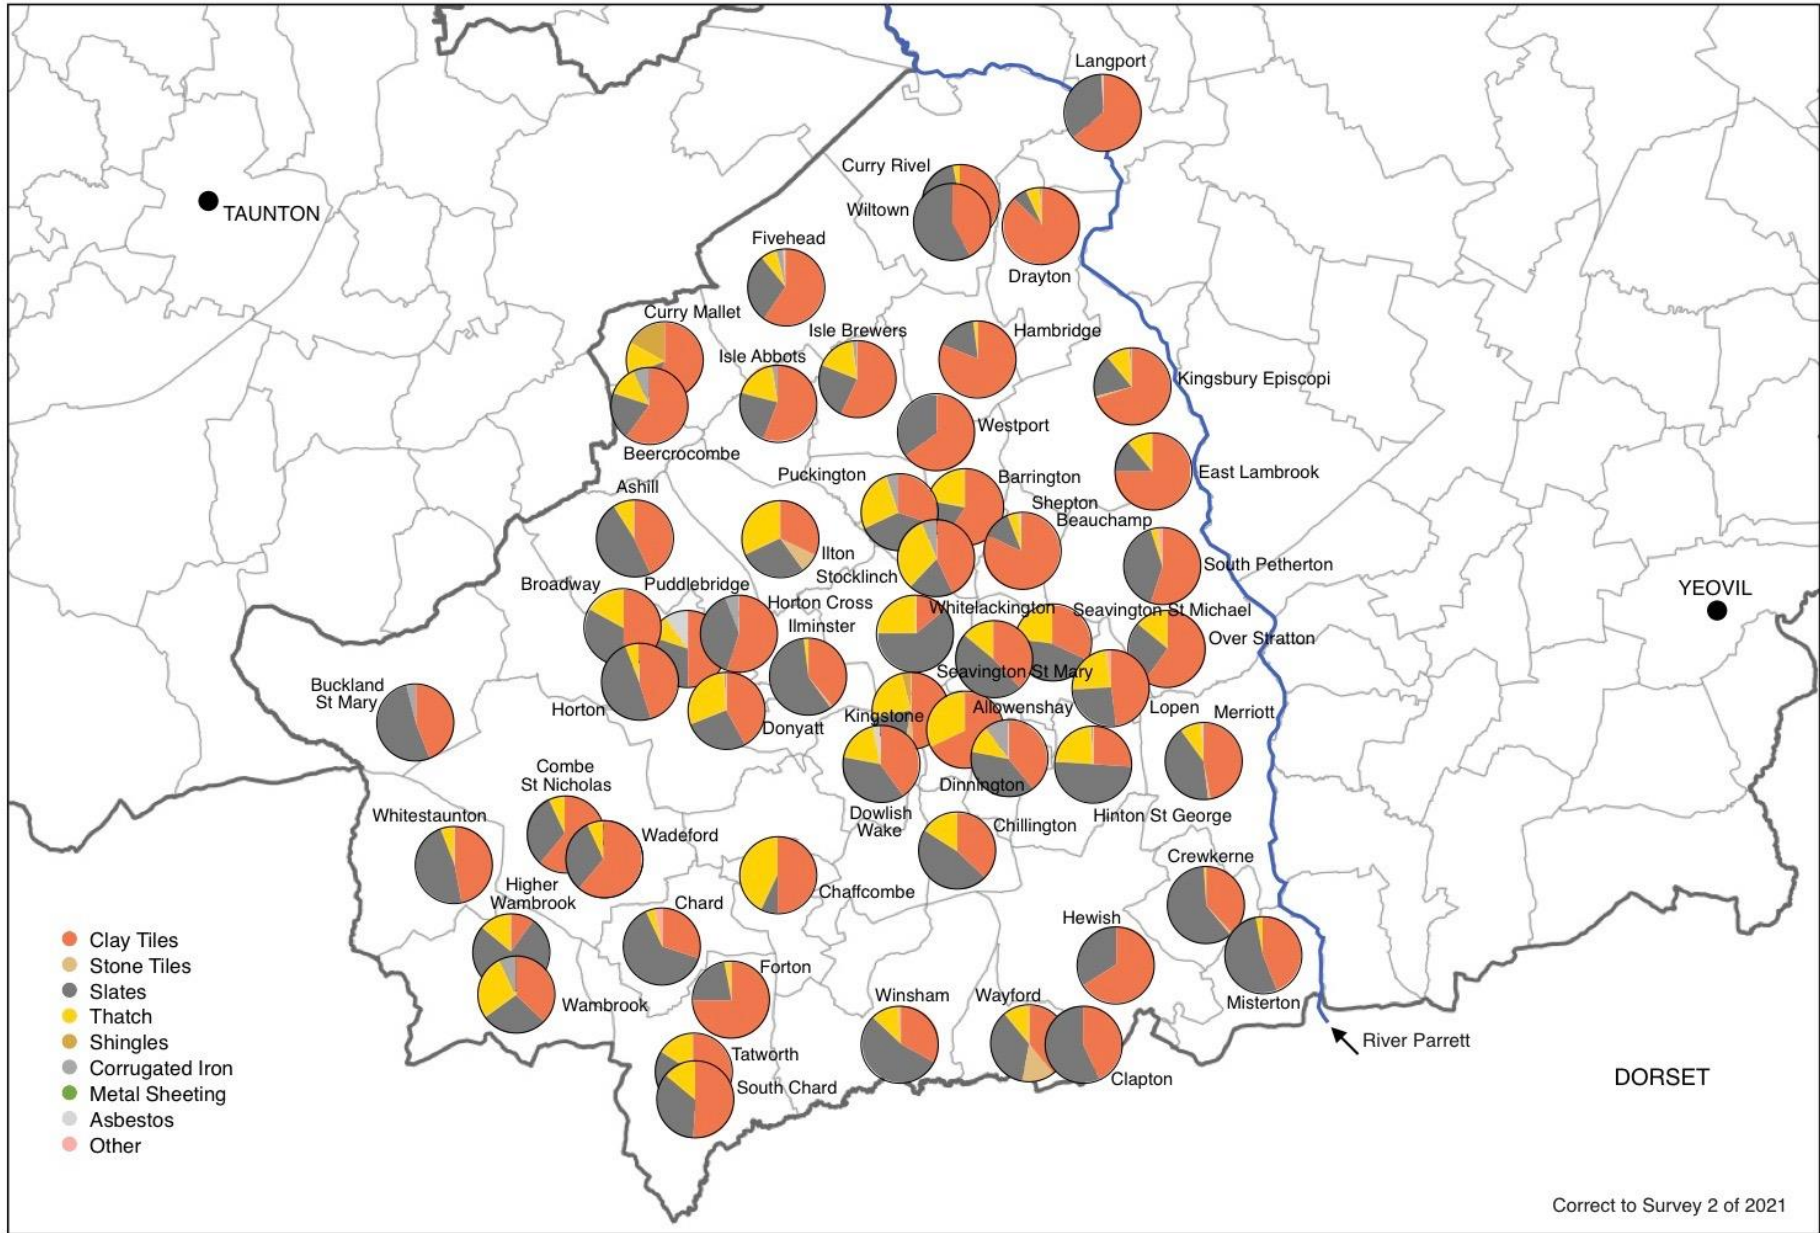 Langport
Curry Rivel
Wiltown
TAUNTON
Fivehead
Drayton
Curry Mallet
Isle Brewers
Hambridge
Isle Abbots
Kingsbury Episcopi
Westport
Beercrocombe
Puckington
Barrington
East Lambrook
Ashill
Shepton
Beauchamp
Ilton
South Petherton
Stocklinch
Broadway
Puddlebridge
YEOVIL
Horton Cross
Whitelackington
Seavington St Michael
Ilminster
Over Stratton
Seavington St Mary
Buckland
St Mary
Horton
Donyatt
Kingstone
Allowenshay
Lopen
Merriott
Combe
St Nicholas
Dinnington
Whitestaunton
Dowlish
Wake
Chillington
Hinton St George
Wadeford
Crewkerne
Higher
Wambrook
Chaffcombe
Chard
Hewish
Clay Tiles
Stone Tiles
Slates
Thatch
Shingles
Corrugated Iron
Metal Sheeting
Asbestos
Other
Forton
Wambrook
Winsham
Wayford
Misterton
River Parrett
Tatworth
South Chard
Clapton
DORSET
Correct to Survey 2 of 2021